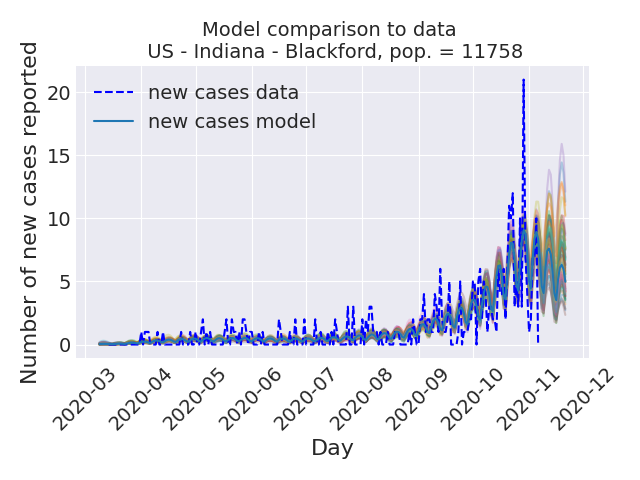 Model comparison to data
US - Indiana - Blackford, pop. = 11758
Number of new cases reported
20
15
10
5
0
new cases data
new cases model
2020-03
2020-04
2020-05
2020-06
2020-07
2020-08
2020-09
2020-10
2020-11
2020-12
Day